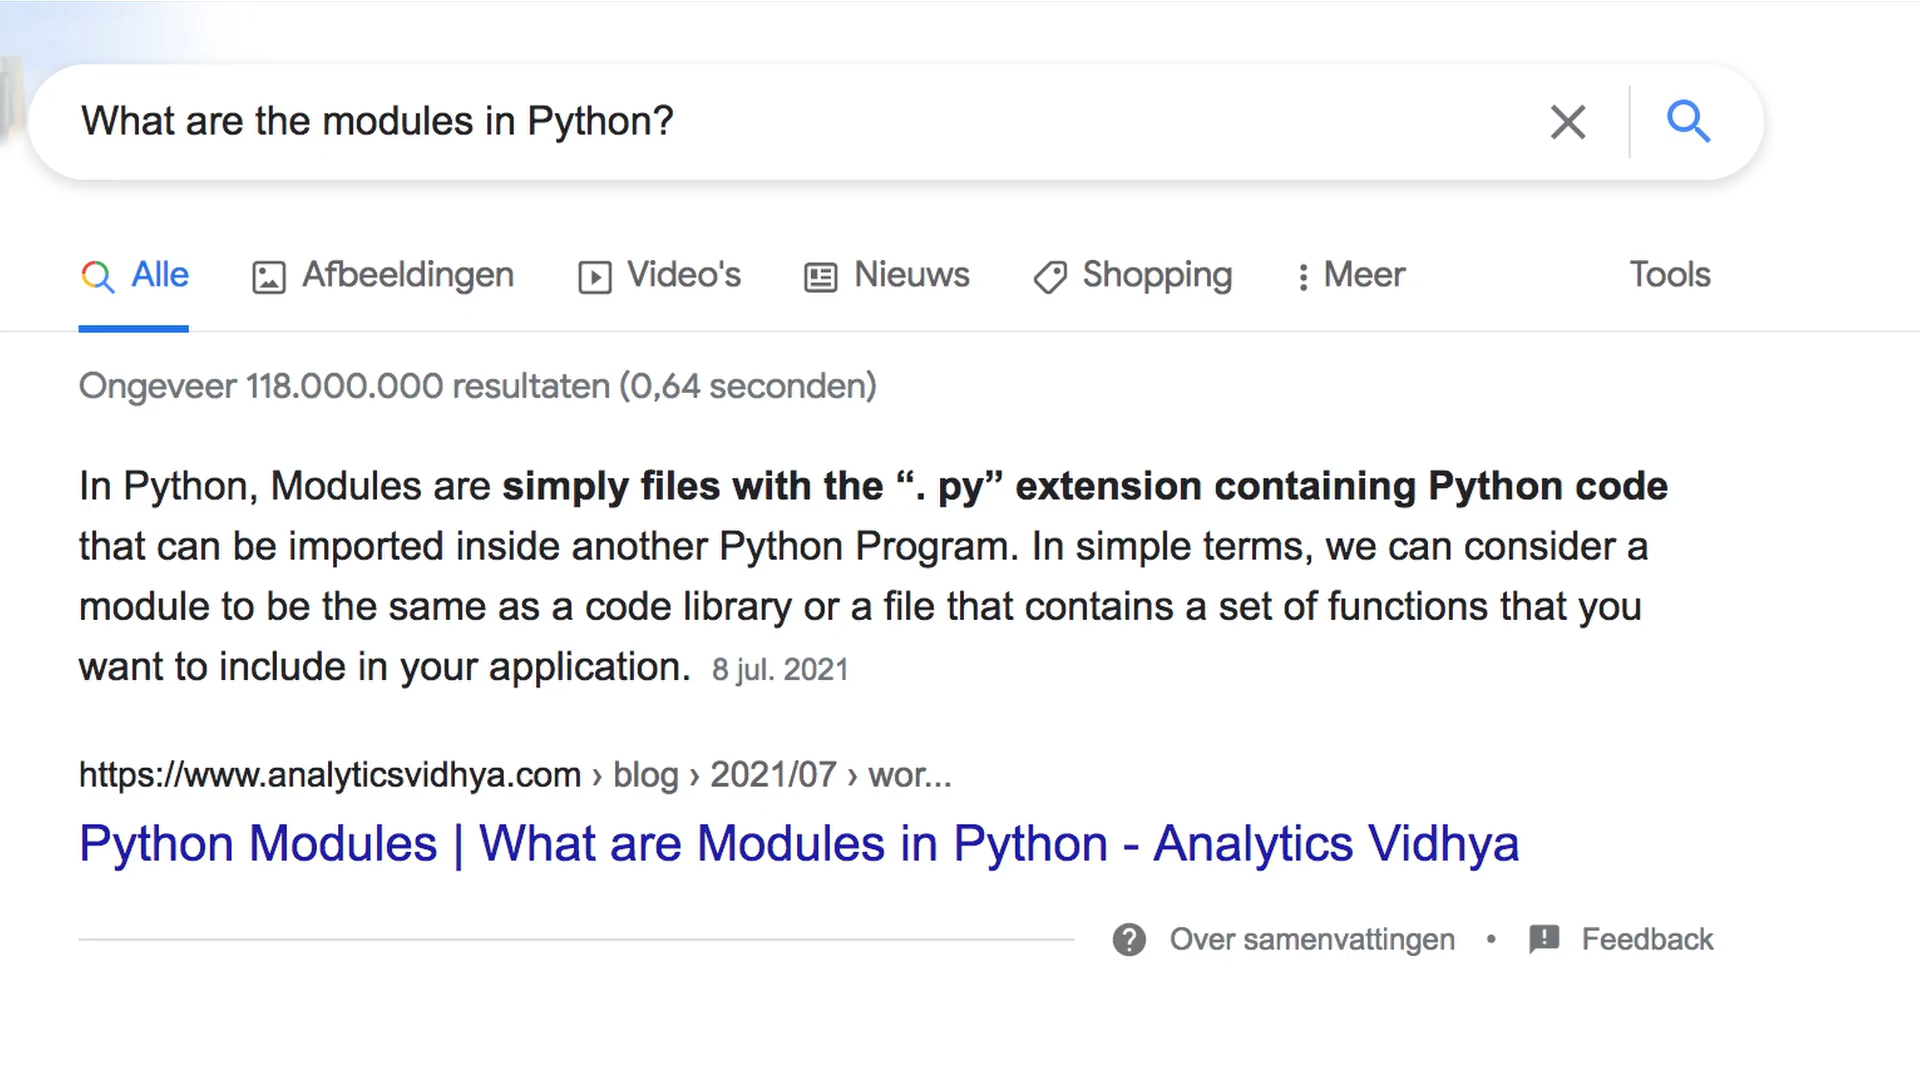 What are the modules in Python?
Alle Afbeeldingen Video's Nieuws Shopping Meer Tools
Ongeveer 118.000.000 resultaten (0,64 seconden)
In Python, Modules are simply files with the “. py” extension containing Python code
that can be imported inside another Python Program. In simple terms, we can consider a
module to be the same as a code library or a file that contains a set of functions that you
want to include in your application. 8 jul. 2021
https://www.analyticsvidhya.com › blog › 2021/07 › wor...
Python Modules | What are Modules in Python - Analytics Vidhya
Over samenvattingen • Feedback